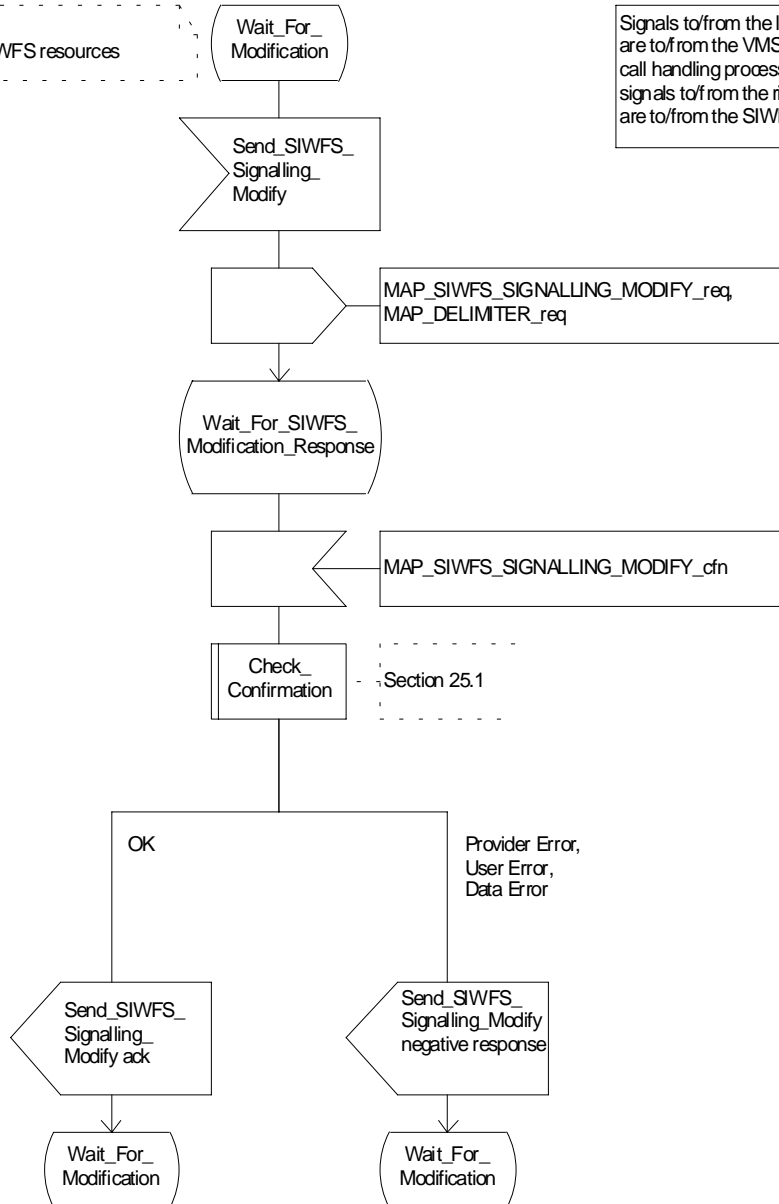 WFS resources
Wait_For_
Modification
Signals to/from the
are to/from the VMS
call handling process
signals to/from the
are to/from the
Send_SIWFS_
Signalling_
Modify
MAP_SIWFS_SIGNALLING_MODIFY_req,
MAP_DELIMITER_req
Wait_For_SIWFS_
Modification_Response
MAP_SIWFS_SIGNALLING_MODIFY_cfn
Check_
Confirmation
Section 25.1
OK
Provider Error,
User Error,
Data Error
Send_SIWFS_
Signalling_
Modify ack
Send_SIWFS_
Signalling_Modify
negative response
Wait_For_
Modification
Wait_For_
Modification